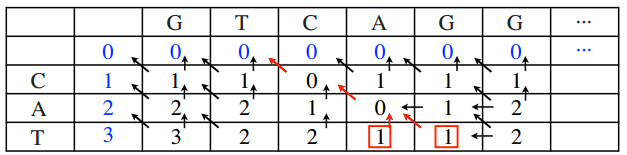 G T C A G G ...
0 0 0 0 0 0 0 ...
C 1 1 1 0 1 1 1
A 2 2 2 1 0 1 2
T 3 3 2 2 1 1 2